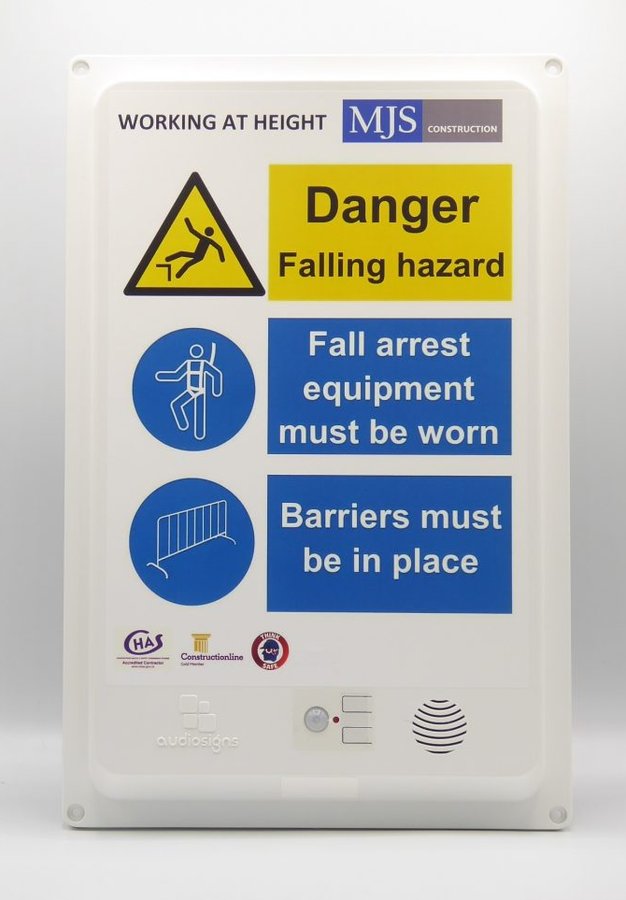 WORKING AT HEIGHT
MJS CONSTRUCTION
Danger
Falling hazard
Fall arrest
equipment
must be worn
Barriers must
be in place
CHAS
Accredited Contractor
Constructionline
Gold Member
THINK
SAFE
audiosigns